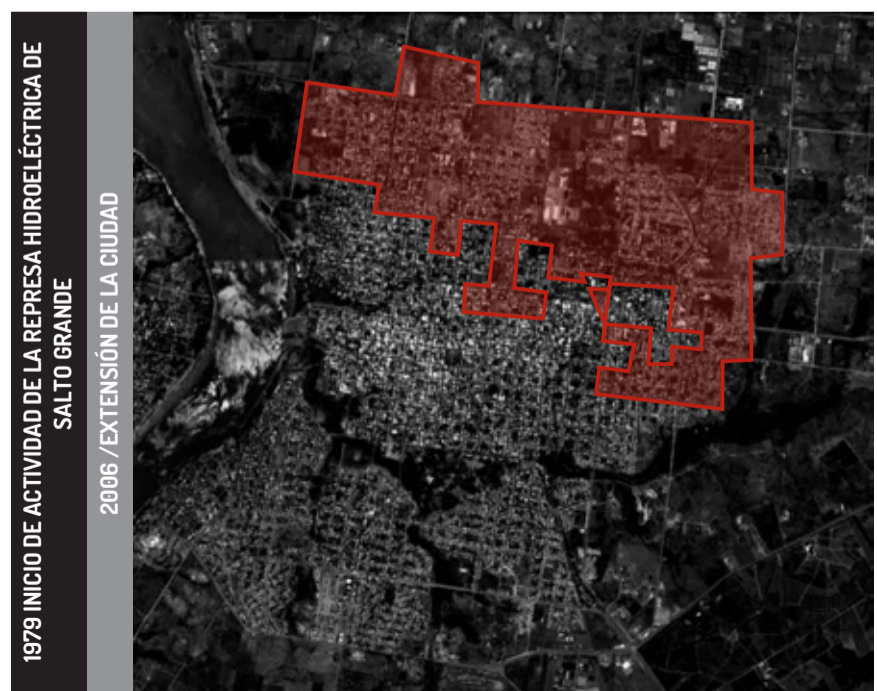 1979 INICIO DE ACTIVIDAD DE LA REPRESA HIDROELÉCTRICA DE
SALTO GRANDE
2006 /EXTENSIÓN DE LA CIUDAD